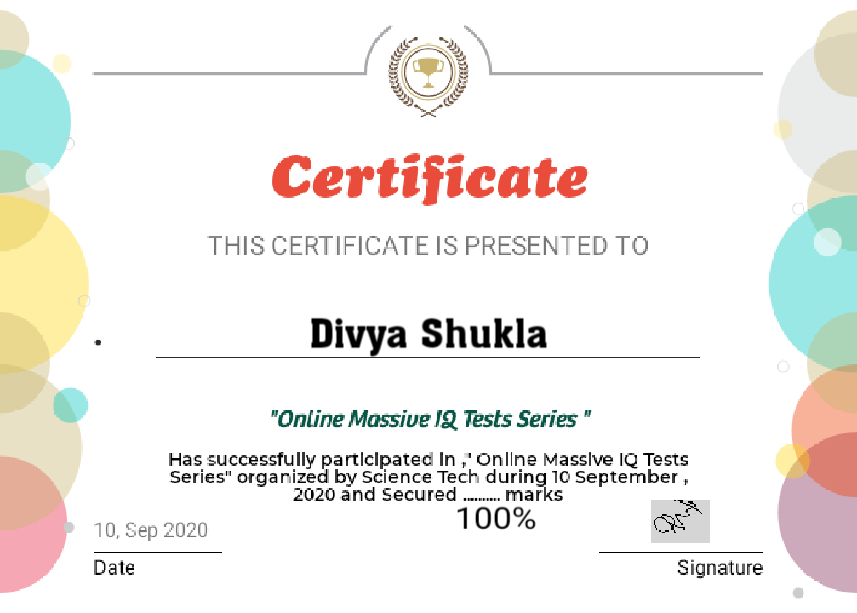 Certificate
THIS CERTIFICATE IS PRESENTED TO
Divya Shukla
"Online Massive IQ Tests Series "
Has successfully participated in ," Online Massive IQ Tests
Series" organized by Science Tech during 10 September ,
2020 and Secured .......... marks
100%
10, Sep 2020
Date
Signature